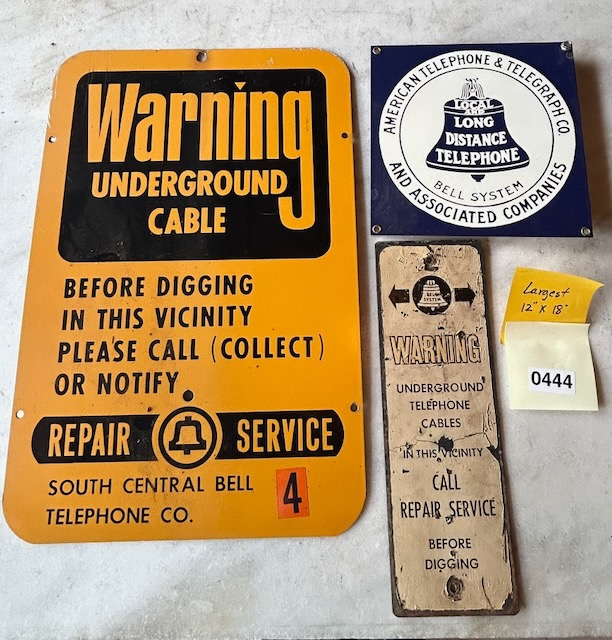 Warning
UNDERGROUND
CABLE
BEFORE DIGGING
IN THIS VICINITY
PLEASE CALL (COLLECT)
OR NOTIFY
REPAIR SERVICE
SOUTH CENTRAL BELL
TELEPHONE CO.
4
AMERICAN TELEPHONE & TELEGRAPH CO
AND ASSOCIATED COMPANIES
LOCAL
AND
LONG
DISTANCE
TELEPHONE
BELL SYSTEM
BELL
SYSTEM
WARNING
UNDERGROUND
TELEPHONE
CABLES
IN THIS VICINITY
CALL
REPAIR SERVICE
BEFORE
DIGGING
Largest
12" X 18"
0444